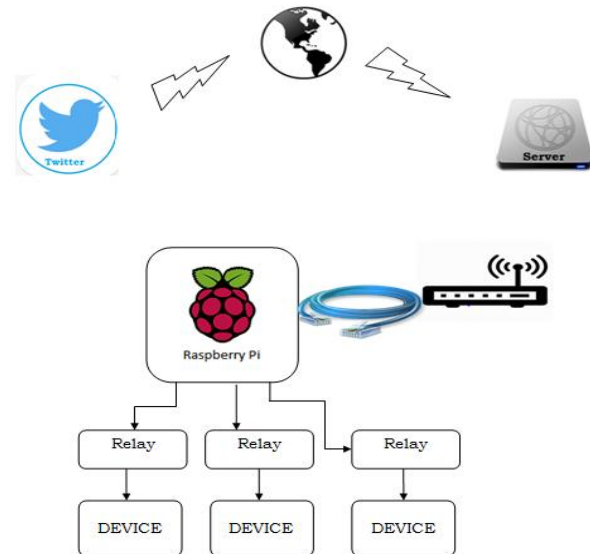 Twitter
Server
Raspberry Pi
Relay
Relay
Relay
DEVICE
DEVICE
DEVICE